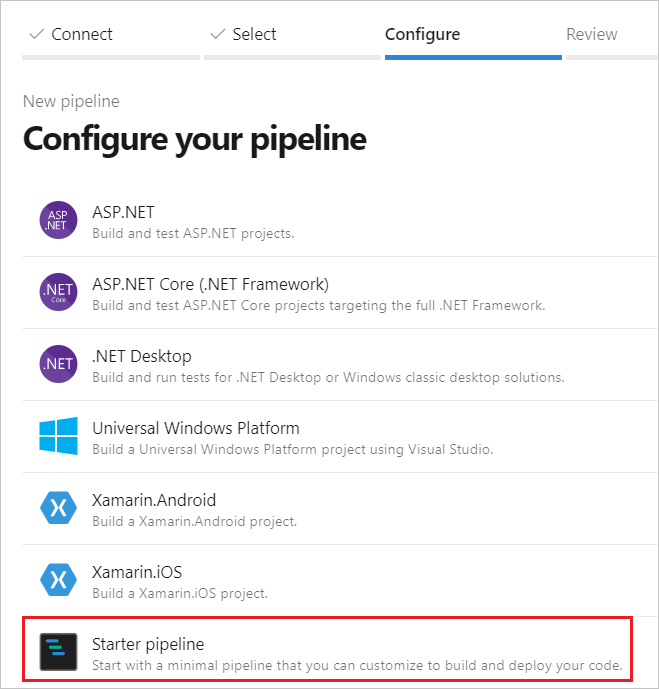 Connect Select Configure Review
New pipeline
Configure your pipeline
ASP
.NET
ASP.NET
Build and test ASP.NET projects.
.NET
Core
ASP.NET Core (.NET Framework)
Build and test ASP.NET Core projects targeting the full .NET Framework.
.NET
.NET Desktop
Build and run tests for .NET Desktop or Windows classic desktop solutions.
Universal Windows Platform
Build a Universal Windows Platform project using Visual Studio.
Xamarin.Android
Build a Xamarin.Android project.
Xamarin.iOS
Build a Xamarin.iOS project.
Starter pipeline
Start with a minimal pipeline that you can customize to build and deploy your code.